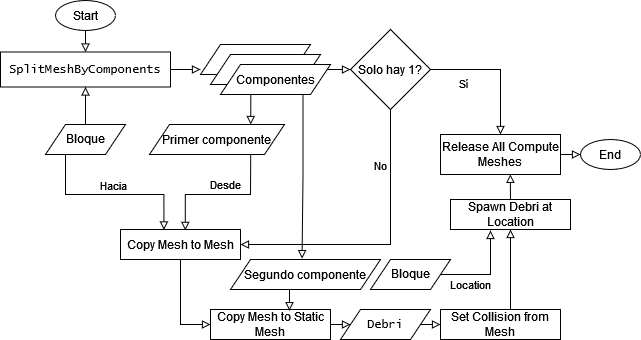 Start
SplitMeshByComponents
Componentes
Solo hay 1?
Sí
Bloque
Primer componente
Release All Compute
Meshes
End
No
Hacia
Desde
Spawn Debri at
Location
Copy Mesh to Mesh
Segundo componente
Bloque
Location
Copy Mesh to Static
Mesh
Debri
Set Collision from
Mesh